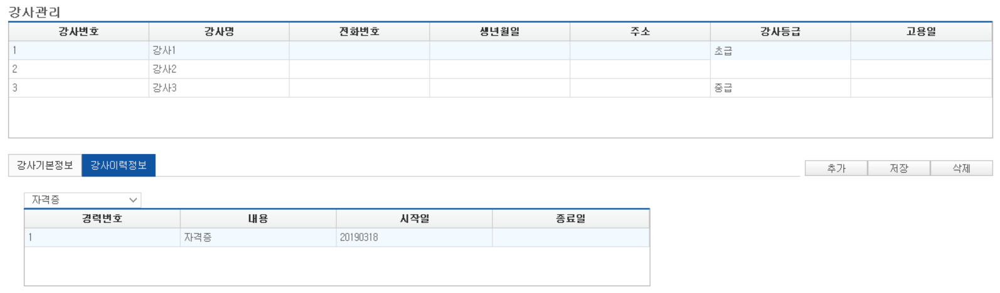 강사관리
강사번호 강사명 전화번호 생년월일 주소 강사등급 고용일
1 강사1 초급
2 강사2
3 강사3 중급
강사기본정보 강사이력정보 추가 저장 삭제
자격증
경력번호 내용 시작일 종료일
1 자격증 20190318